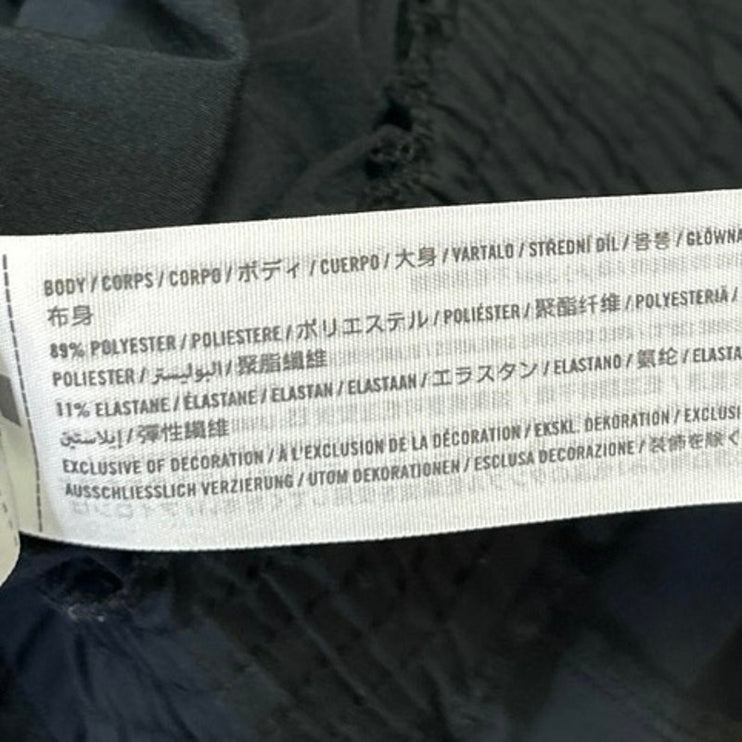 BODY / CORPS / CORPO / ボディ / CUERPO / 大身 / VARTALO / STŘEDNÍ DÍL / 몸통 / GŁÓWNA
布身
89% POLYESTER / POLIESTERE / ポリエステル / POLIÉSTER / 聚酯纤维 / POLYESTERIÄ /
POLIESTER / البوليستر / 聚脂纖維
11% ELASTANE / ÉLASTANE / ELASTAN / ELASTAAN / エラスタン / ELASTANO / 氨纶 / ELASTA
إيلاستين / 彈性纖維
EXCLUSIVE OF DECORATION / À L'EXCLUSION DE LA DÉCORATION / EKSKL. DEKORATION / EXCLUSI
AUSSCHLIESSLICH VERZIERUNG / UTOM DEKORATIONEN / ESCLUSA DECORAZIONE / 装飾を除く